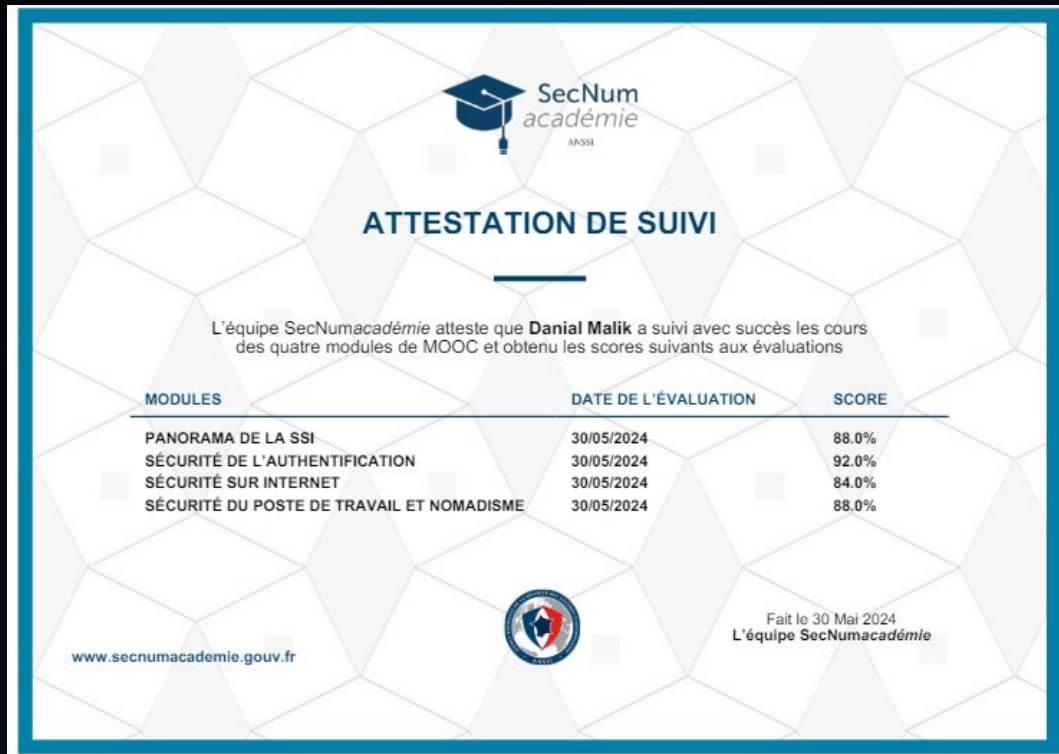 SecNum
académie
ANSSI
ATTESTATION DE SUIVI
L'équipe SecNumacadémie atteste que Danial Malik a suivi avec succès les cours
des quatre modules de MOOC et obtenu les scores suivants aux évaluations
MODULES DATE DE L'ÉVALUATION SCORE
PANORAMA DE LA SSI 30/05/2024 88.0%
SÉCURITÉ DE L'AUTHENTIFICATION 30/05/2024 92.0%
SÉCURITÉ SUR INTERNET 30/05/2024 84.0%
SÉCURITÉ DU POSTE DE TRAVAIL ET NOMADISME 30/05/2024 88.0%
Fait le 30 Mai 2024
L'équipe SecNumacadémie
www.secnumacademie.gouv.fr